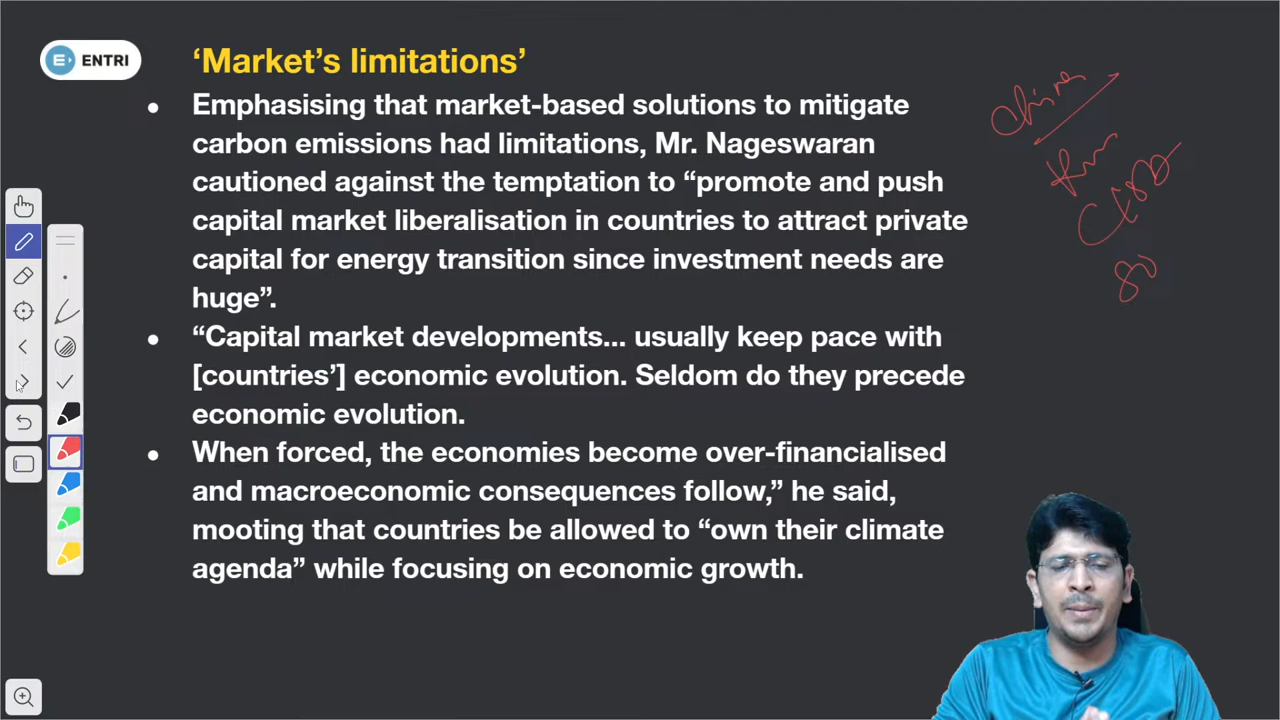 ENTRI
‘Market’s limitations’
● Emphasising that market-based solutions to mitigate
carbon emissions had limitations, Mr. Nageswaran
cautioned against the temptation to “promote and push
capital market liberalisation in countries to attract private
capital for energy transition since investment needs are
huge”.
● “Capital market developments... usually keep pace with
[countries’] economic evolution. Seldom do they precede
economic evolution.
● When forced, the economies become over-financialised
and macroeconomic consequences follow,” he said,
mooting that countries be allowed to “own their climate
agenda” while focusing on economic growth.
China